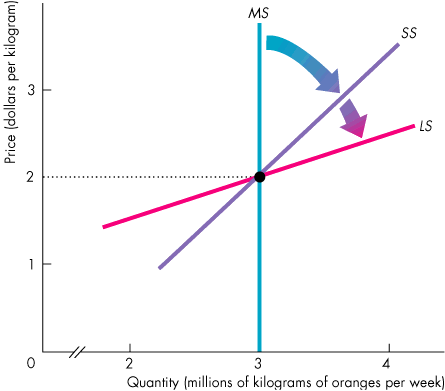 MS
SS
LS
Price (dollars per kilogram)
3
2
1
0
2
3
4
Quantity (millions of kilograms of oranges per week)